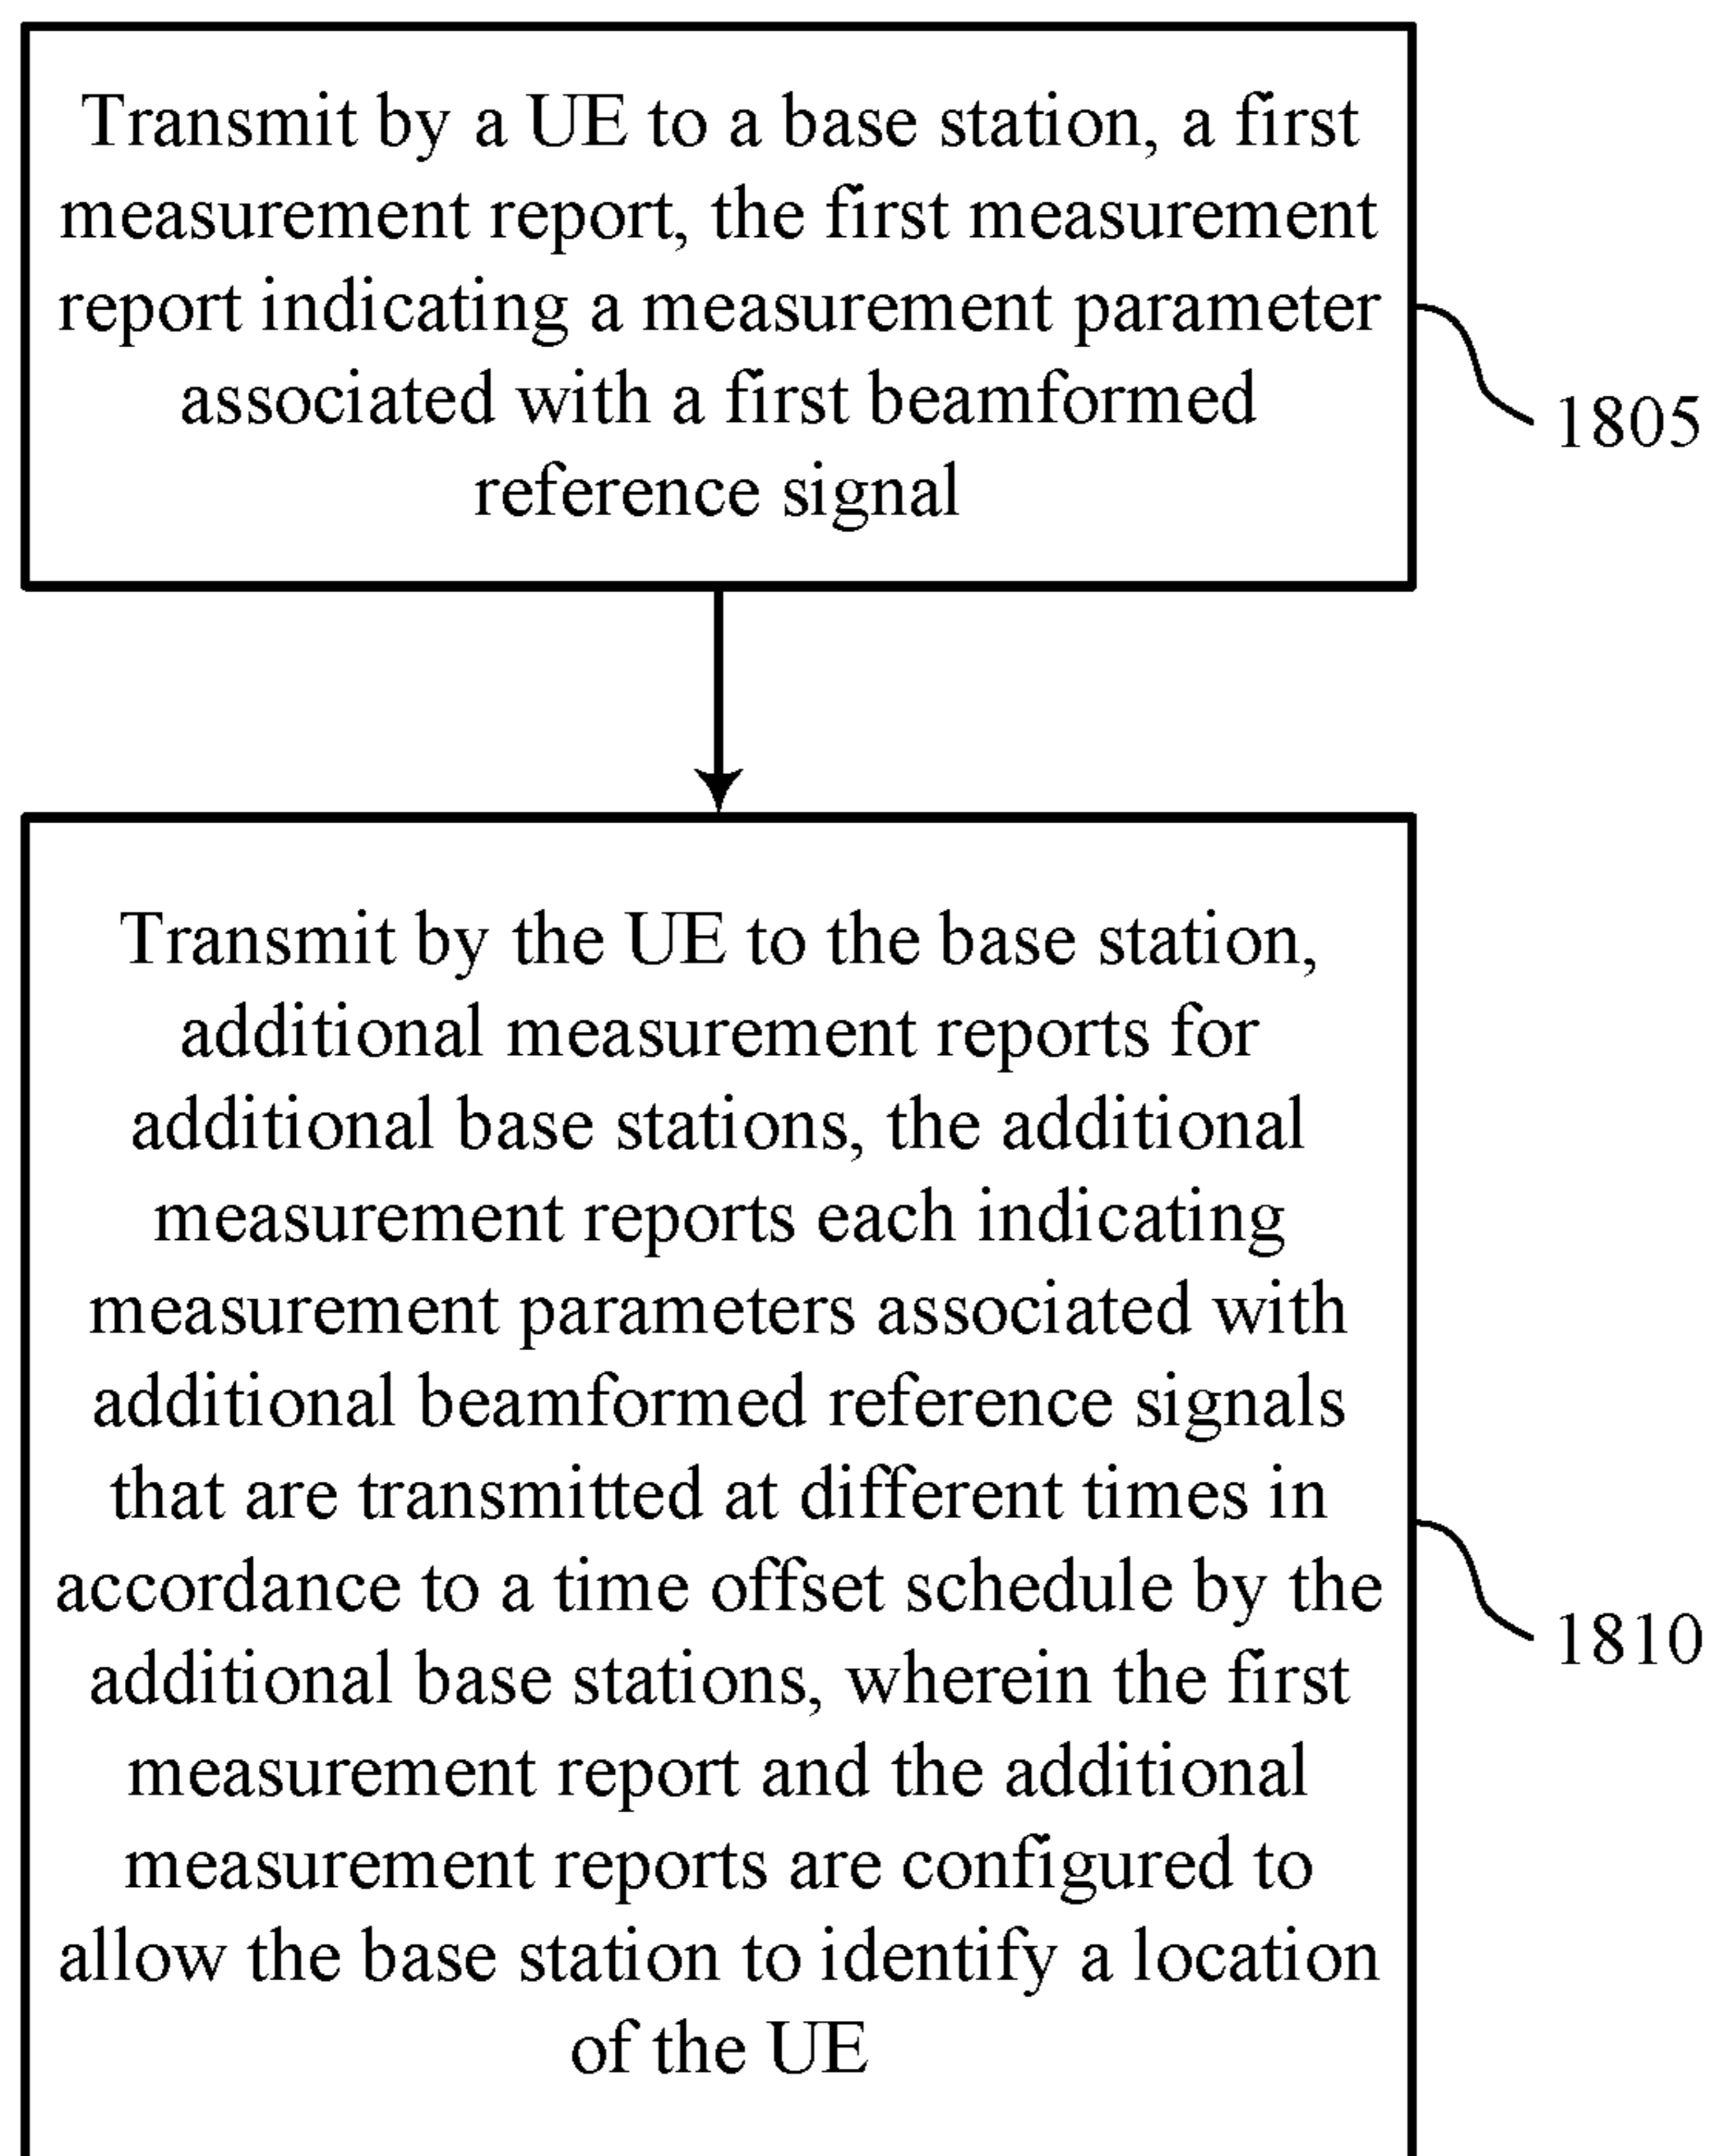 Transmit by a UE to a base station, a first
measurement report, the first measurement
report indicating a measurement parameter
associated with a first beamformed
reference signal
1805
Transmit by the UE to the base station,
additional measurement reports for
additional base stations, the additional
measurement reports each indicating
measurement parameters associated with
additional beamformed reference signals
that are transmitted at different times in
accordance to a time offset schedule by the
additional base stations, wherein the first
measurement report and the additional
measurement reports are configured to
allow the base station to identify a location
of the UE
1810